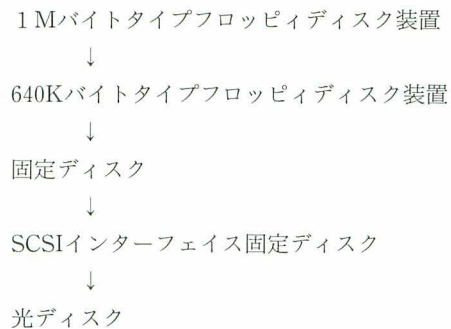 １Mバイトタイプフロッピィディスク装置
↓
640Kバイトタイプフロッピィディスク装置
↓
固定ディスク
↓
SCSIインターフェイス固定ディスク
↓
光ディスク